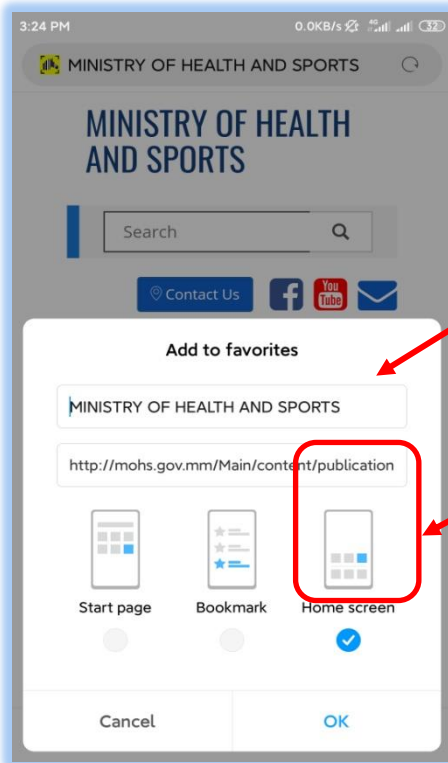 3:24 PM 0.0KB/s 4G 32
MINISTRY OF HEALTH AND SPORTS
MINISTRY OF HEALTH
AND SPORTS
Search
Contact Us f You Tube
Add to favorites
MINISTRY OF HEALTH AND SPORTS
http://mohs.gov.mm/Main/content/publication
Start page Bookmark Home screen
Cancel OK